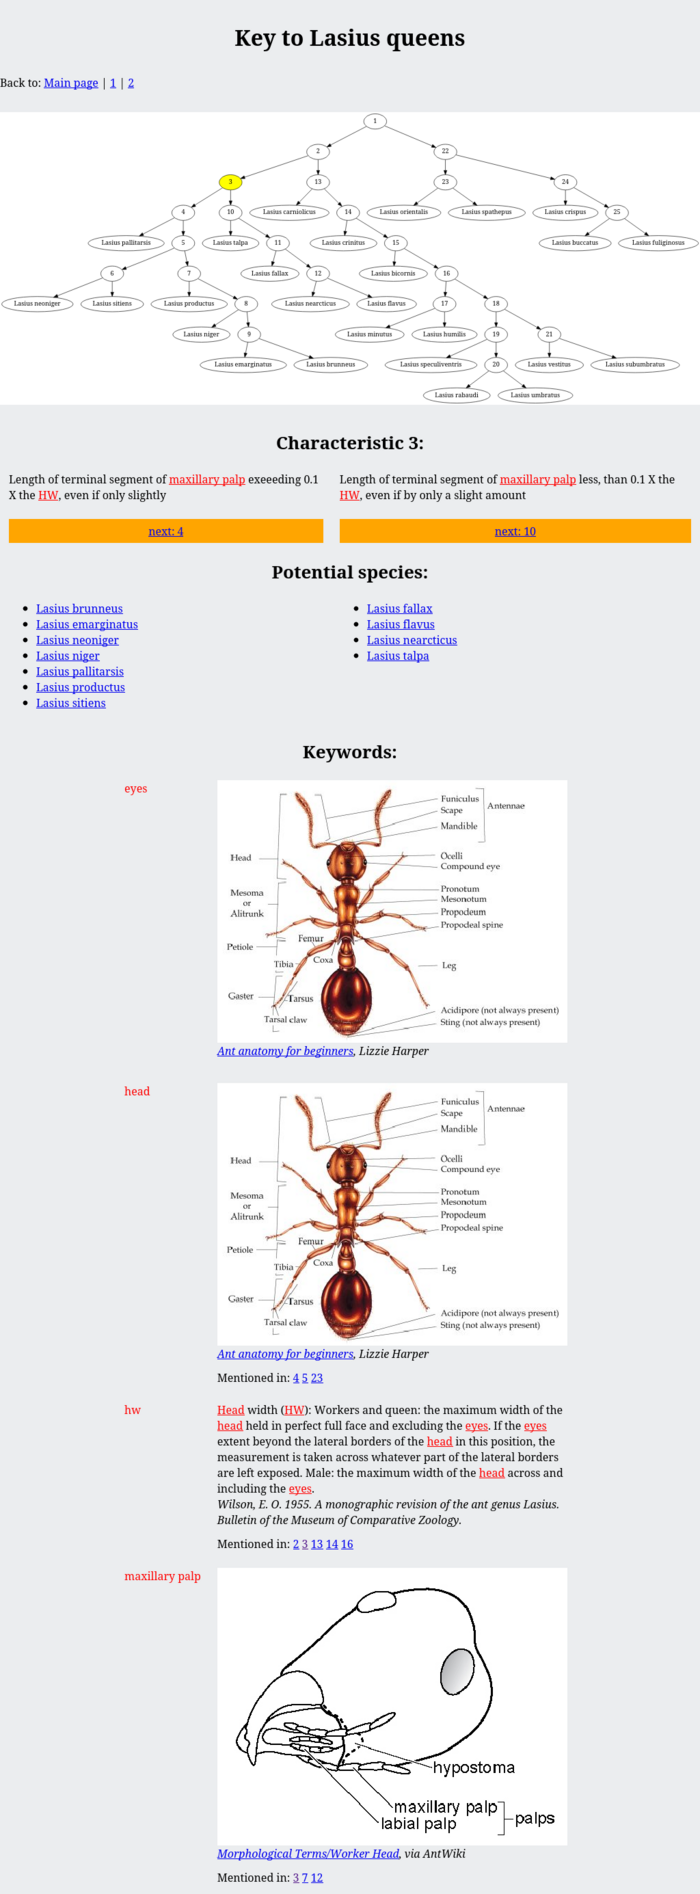 Key to Lasius queens
Back to: Main page | 1 | 2
1
2 22
3 13 23 24
4 10 Lasius carniolicus 14 Lasius orientalis Lasius spathepus Lasius crispus 25
Lasius pallitarsis 5 Lasius talpa 11 Lasius crinitus 15 Lasius buccatus Lasius fuliginosus
6 7 Lasius fallax 12 Lasius bicornis 16
Lasius neoniger Lasius sitiens Lasius productus 8 Lasius nearcticus Lasius flavus 17 18
Lasius niger 9 Lasius minutus Lasius humilis 19 21
Lasius emarginatus Lasius brunneus Lasius speculiventris 20 Lasius vestitus Lasius subumbratus
Lasius rabaudi Lasius umbratus
Characteristic 3:
Length of terminal segment of maxillary palp exeeeding 0.1
X the HW, even if only slightly
next: 4
Length of terminal segment of maxillary palp less, than 0.1 X the
HW, even if by only a slight amount
next: 10
Potential species:
Lasius brunneus
Lasius emarginatus
Lasius neoniger
Lasius niger
Lasius pallitarsis
Lasius productus
Lasius sitiens
Lasius fallax
Lasius flavus
Lasius nearcticus
Lasius talpa
Keywords:
eyes
Funiculus
Scape
Antennae
Mandible
Head
Ocelli
Compound eye
Mesoma
or
Alitrunk
Pronotum
Mesonotum
Propodeum
Propodeal spine
Petiole
Femur
Tibia
Coxa
Leg
Gaster
Tarsus
Tarsal claw
Acidipore (not always present)
Sting (not always present)
Ant anatomy for beginners, Lizzie Harper
head
Funiculus
Scape
Antennae
Mandible
Head
Ocelli
Compound eye
Mesoma
or
Alitrunk
Pronotum
Mesonotum
Propodeum
Propodeal spine
Petiole
Femur
Tibia
Coxa
Leg
Gaster
Tarsus
Tarsal claw
Acidipore (not always present)
Sting (not always present)
Ant anatomy for beginners, Lizzie Harper
Mentioned in: 4 5 23
hw
Head width (HW): Workers and queen: the maximum width of the
head held in perfect full face and excluding the eyes. If the eyes
extent beyond the lateral borders of the head in this position, the
measurement is taken across whatever part of the lateral borders
are left exposed. Male: the maximum width of the head across and
including the eyes.
Wilson, E. O. 1955. A monographic revision of the ant genus Lasius.
Bulletin of the Museum of Comparative Zoology.
Mentioned in: 2 3 13 14 16
maxillary palp
hypostoma
maxillary palp
labial palp
palps
Morphological Terms/Worker Head, via AntWiki
Mentioned in: 3 7 12